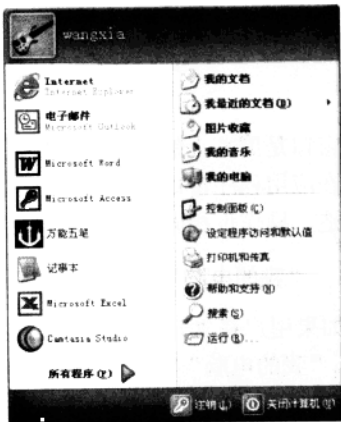 wangxia
Internet
Internet Explorer
电子邮件
Microsoft Outlook
Microsoft Word
Microsoft Access
万能五笔
记事本
Microsoft Excel
Camtasia Studio
所有程序(P)
我的文档
我最近的文档(D)
图片收藏
我的音乐
我的电脑
控制面板(C)
设定程序访问和默认值
打印机和传真
帮助和支持(H)
搜索(S)
运行(R)...
注销(L)
关闭计算机(U)